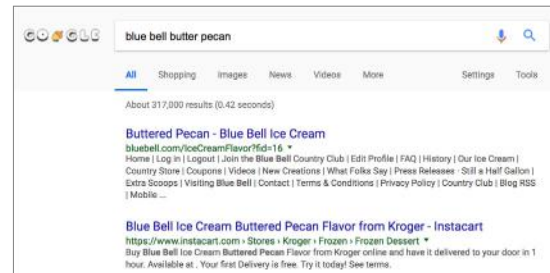 GOOGLE
blue bell butter pecan
All Shopping Images News Videos More Settings Tools
About 317,000 results (0.42 seconds)
Buttered Pecan - Blue Bell Ice Cream
bluebell.com/IceCreamFlavor?fid=16
Home | Log in | Logout | Join the Blue Bell Country Club | Edit Profile | FAQ | History | Our Ice Cream |
Country Store | Coupons | Videos | New Creations | What Folks Say | Press Releases · Still a Half Gallon |
Extra Scoops | Visiting Blue Bell | Contact | Terms & Conditions | Privacy Policy | Country Club | Blog RSS
| Mobile ...
Blue Bell Ice Cream Buttered Pecan Flavor from Kroger - Instacart
https://www.instacart.com › Stores › Kroger › Frozen › Frozen Dessert
Buy Blue Bell Ice Cream Buttered Pecan Flavor from Kroger online and have it delivered to your door in 1
hour. Available at . Your first Delivery is free. Try it today! See terms.